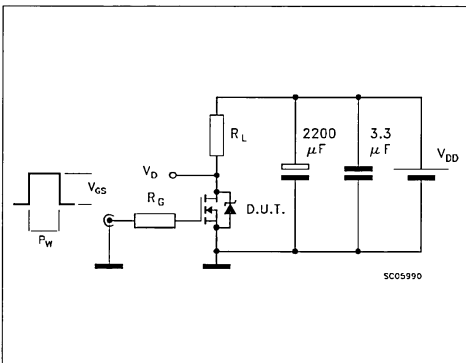 R_L
2200 μF
3.3 μF
V_DD
V_D
V_GS
R_G
D.U.T.
P_W
SC05990